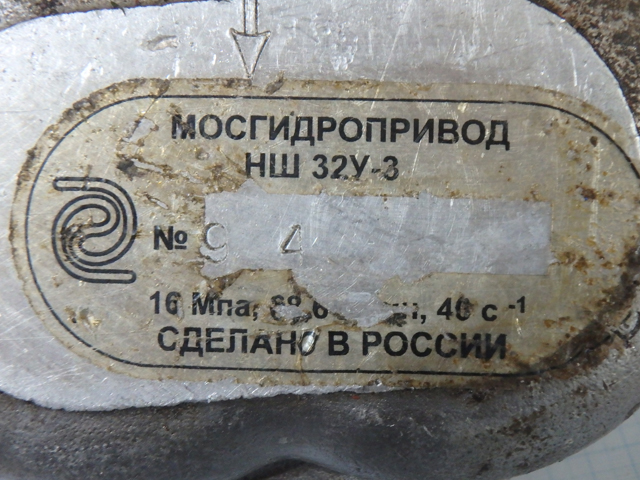 МОСГИДРОПРИВОД
НШ 32У-3
№ 9 4
16 Мпа, 40 с -1
СДЕЛАНО В РОССИИ